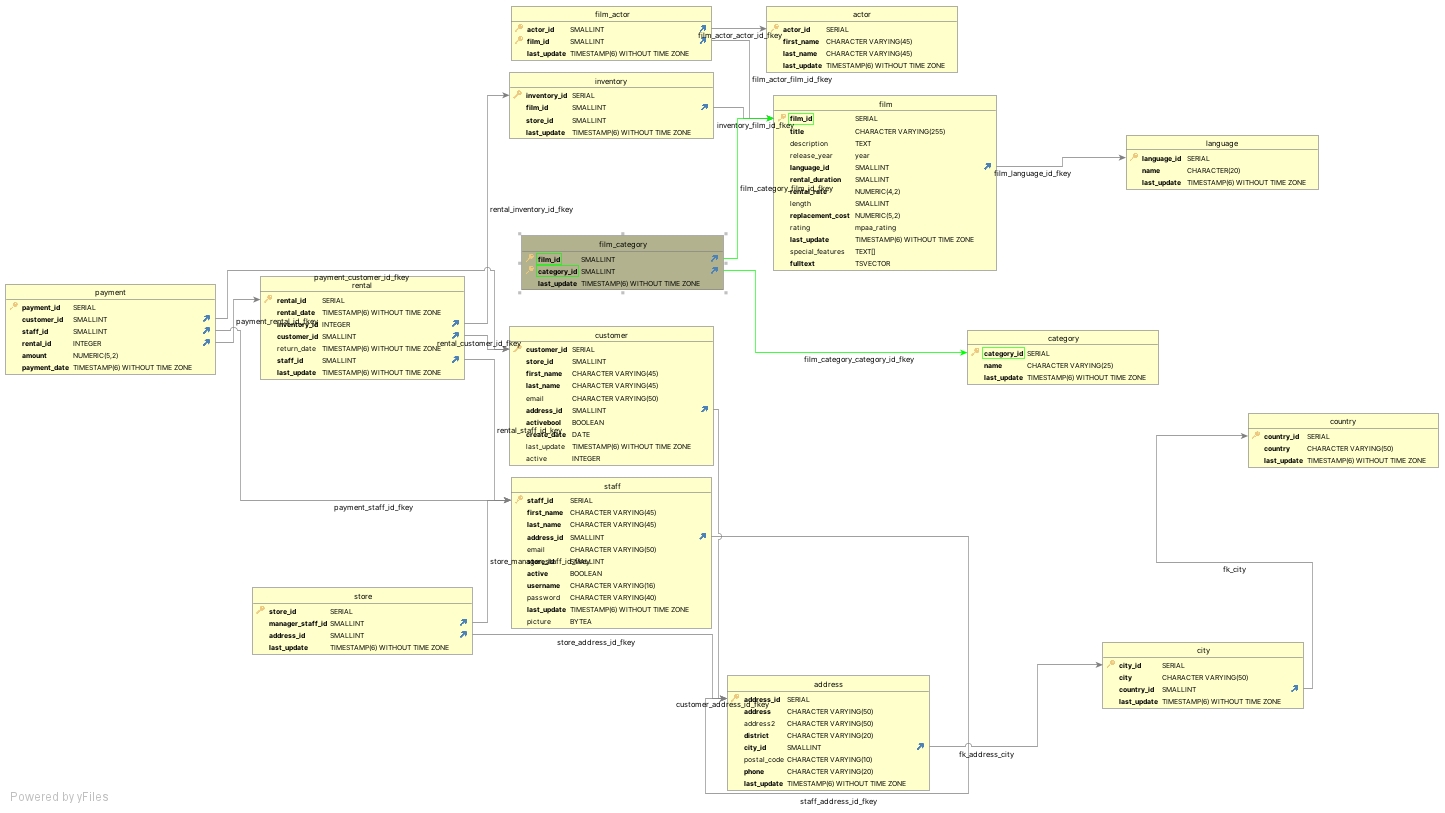 film_actor
actor_id SMALLINT
film_id SMALLINT
last_update TIMESTAMP(6) WITHOUT TIME ZONE
film_actor_actor_id_fkey
actor
actor_id SERIAL
first_name CHARACTER VARYING(45)
last_name CHARACTER VARYING(45)
last_update TIMESTAMP(6) WITHOUT TIME ZONE
film_actor_film_id_fkey
inventory
inventory_id SERIAL
film_id SMALLINT
store_id SMALLINT
last_update TIMESTAMP(6) WITHOUT TIME ZONE
inventory_film_id_fkey
film
film_id SERIAL
title CHARACTER VARYING(255)
description TEXT
release_year year
language_id SMALLINT
rental_duration SMALLINT
rental_rate NUMERIC(4,2)
length SMALLINT
replacement_cost NUMERIC(5,2)
rating mpaa_rating
last_update TIMESTAMP(6) WITHOUT TIME ZONE
special_features TEXT[]
fulltext TSVECTOR
film_category_film_id_fkey
film_language_id_fkey
language
language_id SERIAL
name CHARACTER(20)
last_update TIMESTAMP(6) WITHOUT TIME ZONE
rental_inventory_id_fkey
film_category
film_id SMALLINT
category_id SMALLINT
last_update TIMESTAMP(6) WITHOUT TIME ZONE
payment
payment_id SERIAL
customer_id SMALLINT
staff_id SMALLINT
rental_id INTEGER
amount NUMERIC(5,2)
payment_date TIMESTAMP(6) WITHOUT TIME ZONE
payment_customer_id_fkey
payment_rental_id_fkey
rental
rental_id SERIAL
rental_date TIMESTAMP(6) WITHOUT TIME ZONE
inventory_id INTEGER
customer_id SMALLINT
return_date TIMESTAMP(6) WITHOUT TIME ZONE
staff_id SMALLINT
last_update TIMESTAMP(6) WITHOUT TIME ZONE
rental_customer_id_fkey
customer
customer_id SERIAL
store_id SMALLINT
first_name CHARACTER VARYING(45)
last_name CHARACTER VARYING(45)
email CHARACTER VARYING(50)
address_id SMALLINT
activebool BOOLEAN
create_date DATE
last_update TIMESTAMP(6) WITHOUT TIME ZONE
active INTEGER
rental_staff_id_key
film_category_category_id_fkey
category
category_id SERIAL
name CHARACTER VARYING(25)
last_update TIMESTAMP(6) WITHOUT TIME ZONE
country
country_id SERIAL
country CHARACTER VARYING(50)
last_update TIMESTAMP(6) WITHOUT TIME ZONE
payment_staff_id_fkey
staff
staff_id SERIAL
first_name CHARACTER VARYING(45)
last_name CHARACTER VARYING(45)
address_id SMALLINT
email CHARACTER VARYING(50)
store_id SMALLINT
active BOOLEAN
username CHARACTER VARYING(16)
password CHARACTER VARYING(40)
last_update TIMESTAMP(6) WITHOUT TIME ZONE
picture BYTEA
store_manager_staff_id_fkey
fk_city
store
store_id SERIAL
manager_staff_id SMALLINT
address_id SMALLINT
last_update TIMESTAMP(6) WITHOUT TIME ZONE
store_address_id_fkey
customer_address_id_fkey
address
address_id SERIAL
address CHARACTER VARYING(50)
address2 CHARACTER VARYING(50)
district CHARACTER VARYING(20)
city_id SMALLINT
postal_code CHARACTER VARYING(10)
phone CHARACTER VARYING(20)
last_update TIMESTAMP(6) WITHOUT TIME ZONE
city
city_id SERIAL
city CHARACTER VARYING(50)
country_id SMALLINT
last_update TIMESTAMP(6) WITHOUT TIME ZONE
fk_address_city
staff_address_id_fkey
Powered by yFiles